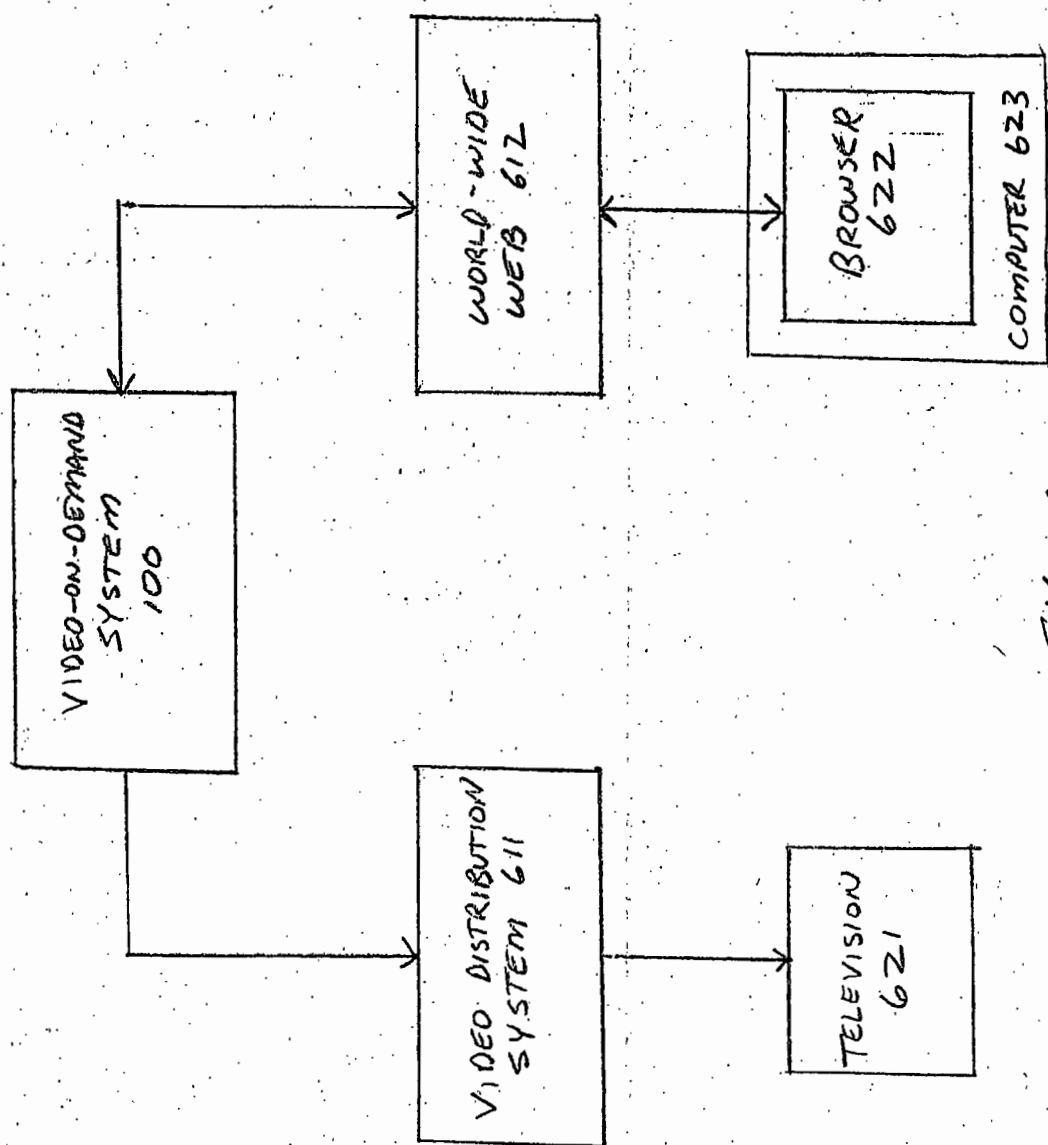 VIDEO-ON-DEMAND
SYSTEM
100
VIDEO DISTRIBUTION
SYSTEM 611
WORLD-WIDE
WEB 612
TELEVISION
621
BROWSER
622
COMPUTER 623